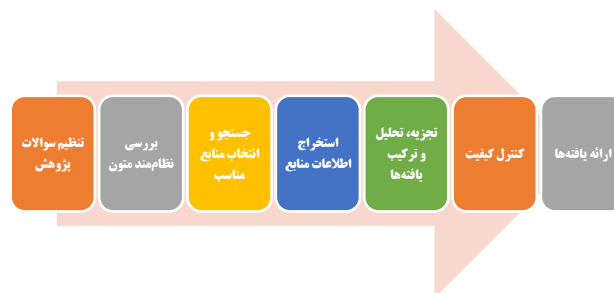 تنظیم سوالات
پژوهش
بررسی
نظام‌مند متون
جستجو و
انتخاب منابع
مناسب
استخراج
اطلاعات منابع
تجزیه، تحلیل
و ترکیب
یافته‌ها
کنترل کیفیت
ارائه یافته‌ها